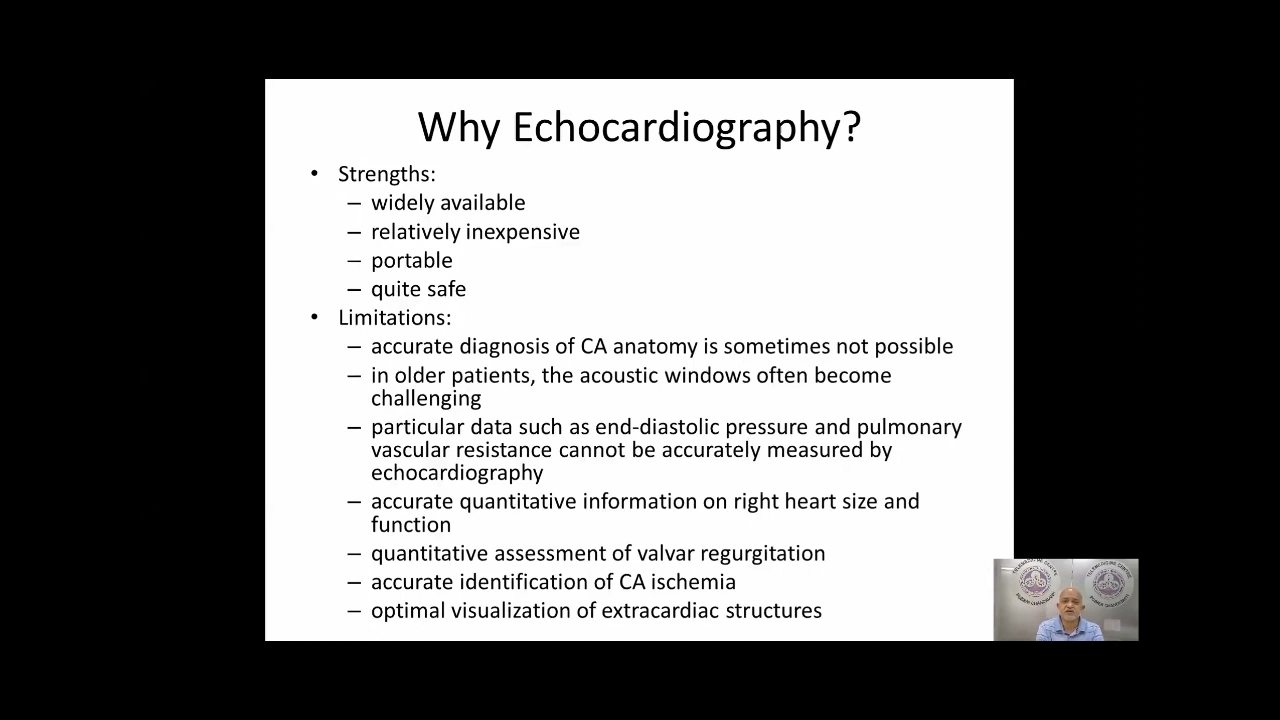 Why Echocardiography?
• Strengths:
– widely available
– relatively inexpensive
– portable
– quite safe
• Limitations:
– accurate diagnosis of CA anatomy is sometimes not possible
– in older patients, the acoustic windows often become
challenging
– particular data such as end-diastolic pressure and pulmonary
vascular resistance cannot be accurately measured by
echocardiography
– accurate quantitative information on right heart size and
function
– quantitative assessment of valvar regurgitation
– accurate identification of CA ischemia
– optimal visualization of extracardiac structures